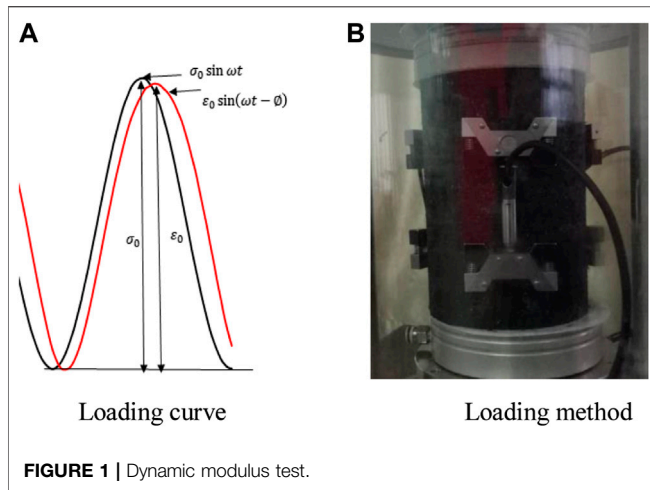 A
B
σ₀ sin ωt
ε₀ sin(ωt − ∅)
σ₀
ε₀
Loading curve
Loading method
FIGURE 1 | Dynamic modulus test.